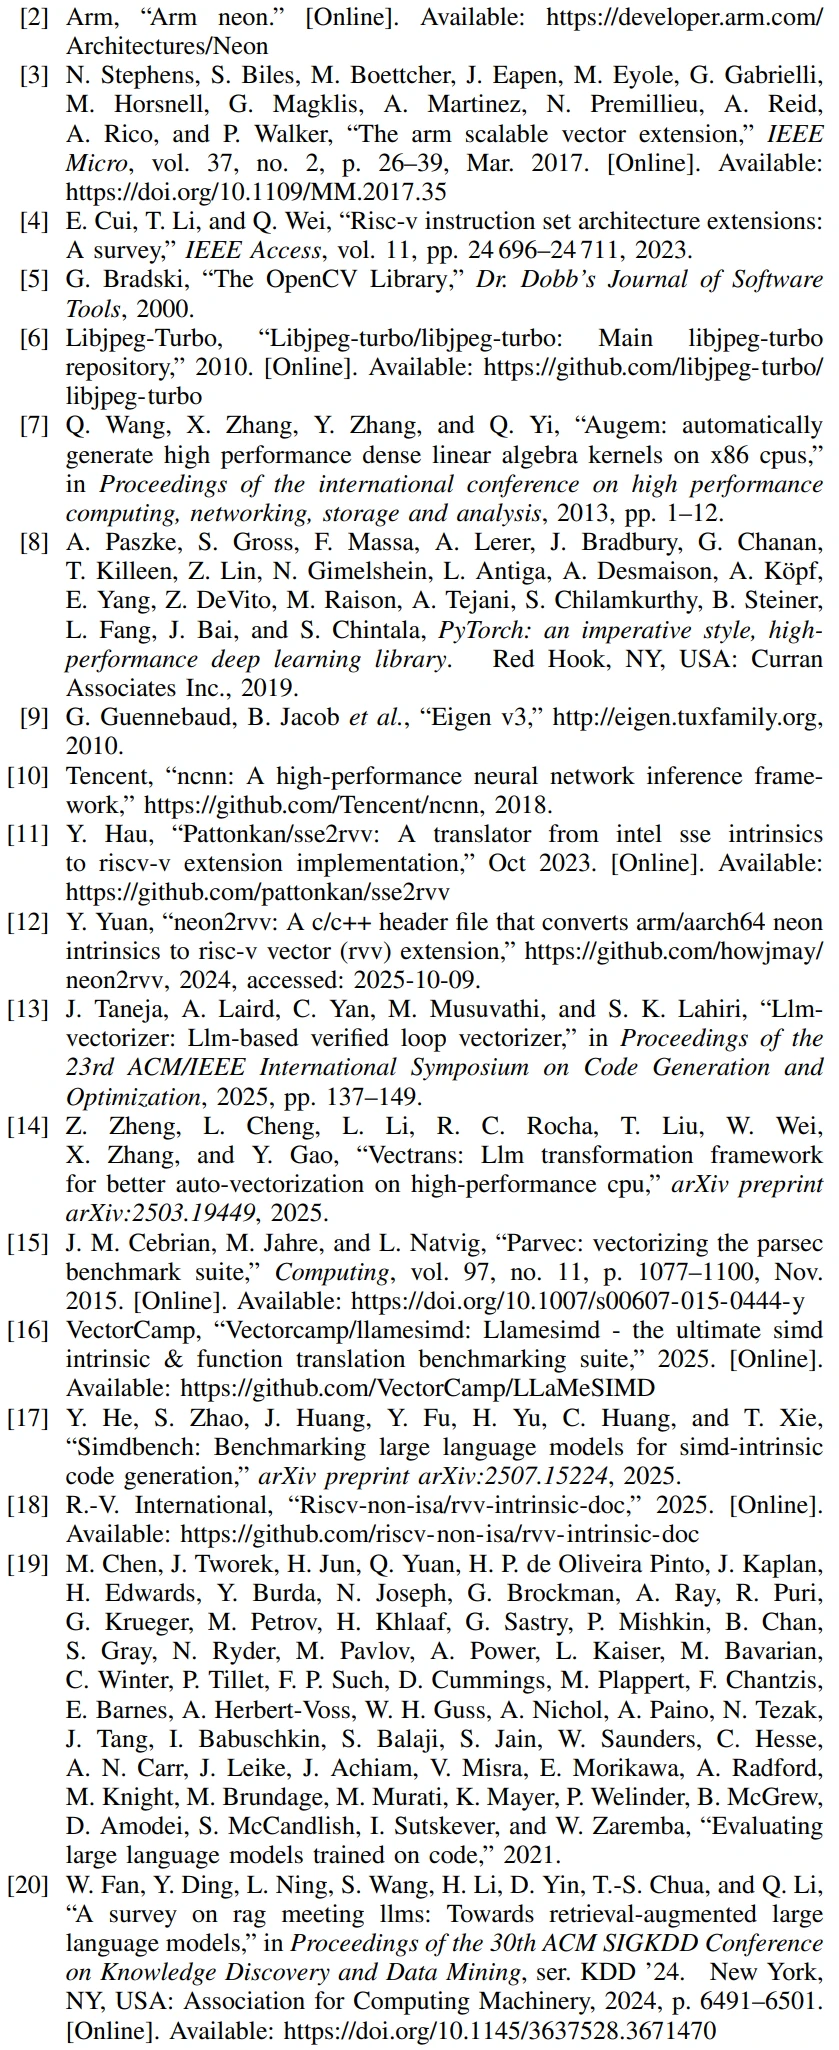 [2] Arm, “Arm neon.” [Online]. Available: https://developer.arm.com/
Architectures/Neon
[3] N. Stephens, S. Biles, M. Boettcher, J. Eapen, M. Eyole, G. Gabrielli,
M. Horsnell, G. Magklis, A. Martinez, N. Premillieu, A. Reid,
A. Rico, and P. Walker, “The arm scalable vector extension,” IEEE
Micro, vol. 37, no. 2, p. 26–39, Mar. 2017. [Online]. Available:
https://doi.org/10.1109/MM.2017.35
[4] E. Cui, T. Li, and Q. Wei, “Risc-v instruction set architecture extensions:
A survey,” IEEE Access, vol. 11, pp. 24 696–24 711, 2023.
[5] G. Bradski, “The OpenCV Library,” Dr. Dobb’s Journal of Software
Tools, 2000.
[6] Libjpeg-Turbo, “Libjpeg-turbo/libjpeg-turbo: Main libjpeg-turbo
repository,” 2010. [Online]. Available: https://github.com/libjpeg-turbo/
libjpeg-turbo
[7] Q. Wang, X. Zhang, Y. Zhang, and Q. Yi, “Augem: automatically
generate high performance dense linear algebra kernels on x86 cpus,”
in Proceedings of the international conference on high performance
computing, networking, storage and analysis, 2013, pp. 1–12.
[8] A. Paszke, S. Gross, F. Massa, A. Lerer, J. Bradbury, G. Chanan,
T. Killeen, Z. Lin, N. Gimelshein, L. Antiga, A. Desmaison, A. Köpf,
E. Yang, Z. DeVito, M. Raison, A. Tejani, S. Chilamkurthy, B. Steiner,
L. Fang, J. Bai, and S. Chintala, PyTorch: an imperative style, high-
performance deep learning library. Red Hook, NY, USA: Curran
Associates Inc., 2019.
[9] G. Guennebaud, B. Jacob et al., “Eigen v3,” http://eigen.tuxfamily.org,
2010.
[10] Tencent, “ncnn: A high-performance neural network inference frame-
work,” https://github.com/Tencent/ncnn, 2018.
[11] Y. Hau, “Pattonkan/sse2rvv: A translator from intel sse intrinsics
to riscv-v extension implementation,” Oct 2023. [Online]. Available:
https://github.com/pattonkan/sse2rvv
[12] Y. Yuan, “neon2rvv: A c/c++ header file that converts arm/aarch64 neon
intrinsics to risc-v vector (rvv) extension,” https://github.com/howjmay/
neon2rvv, 2024, accessed: 2025-10-09.
[13] J. Taneja, A. Laird, C. Yan, M. Musuvathi, and S. K. Lahiri, “Llm-
vectorizer: Llm-based verified loop vectorizer,” in Proceedings of the
23rd ACM/IEEE International Symposium on Code Generation and
Optimization, 2025, pp. 137–149.
[14] Z. Zheng, L. Cheng, L. Li, R. C. Rocha, T. Liu, W. Wei,
X. Zhang, and Y. Gao, “Vectrans: Llm transformation framework
for better auto-vectorization on high-performance cpu,” arXiv preprint
arXiv:2503.19449, 2025.
[15] J. M. Cebrian, M. Jahre, and L. Natvig, “Parvec: vectorizing the parsec
benchmark suite,” Computing, vol. 97, no. 11, p. 1077–1100, Nov.
2015. [Online]. Available: https://doi.org/10.1007/s00607-015-0444-y
[16] VectorCamp, “Vectorcamp/llamesimd: Llamesimd - the ultimate simd
intrinsic & function translation benchmarking suite,” 2025. [Online].
Available: https://github.com/VectorCamp/LLaMeSIMD
[17] Y. He, S. Zhao, J. Huang, Y. Fu, H. Yu, C. Huang, and T. Xie,
“Simdbench: Benchmarking large language models for simd-intrinsic
code generation,” arXiv preprint arXiv:2507.15224, 2025.
[18] R.-V. International, “Riscv-non-isa/rvv-intrinsic-doc,” 2025. [Online].
Available: https://github.com/riscv-non-isa/rvv-intrinsic-doc
[19] M. Chen, J. Tworek, H. Jun, Q. Yuan, H. P. de Oliveira Pinto, J. Kaplan,
H. Edwards, Y. Burda, N. Joseph, G. Brockman, A. Ray, R. Puri,
G. Krueger, M. Petrov, H. Khlaaf, G. Sastry, P. Mishkin, B. Chan,
S. Gray, N. Ryder, M. Pavlov, A. Power, L. Kaiser, M. Bavarian,
C. Winter, P. Tillet, F. P. Such, D. Cummings, M. Plappert, F. Chantzis,
E. Barnes, A. Herbert-Voss, W. H. Guss, A. Nichol, A. Paino, N. Tezak,
J. Tang, I. Babuschkin, S. Balaji, S. Jain, W. Saunders, C. Hesse,
A. N. Carr, J. Leike, J. Achiam, V. Misra, E. Morikawa, A. Radford,
M. Knight, M. Brundage, M. Murati, K. Mayer, P. Welinder, B. McGrew,
D. Amodei, S. McCandlish, I. Sutskever, and W. Zaremba, “Evaluating
large language models trained on code,” 2021.
[20] W. Fan, Y. Ding, L. Ning, S. Wang, H. Li, D. Yin, T.-S. Chua, and Q. Li,
“A survey on rag meeting llms: Towards retrieval-augmented large
language models,” in Proceedings of the 30th ACM SIGKDD Conference
on Knowledge Discovery and Data Mining, ser. KDD ’24. New York,
NY, USA: Association for Computing Machinery, 2024, p. 6491–6501.
[Online]. Available: https://doi.org/10.1145/3637528.3671470